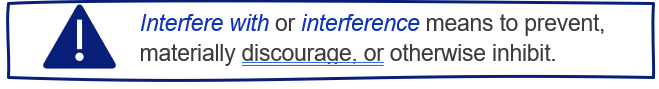 Interfere with or interference means to prevent,
materially discourage, or otherwise inhibit.